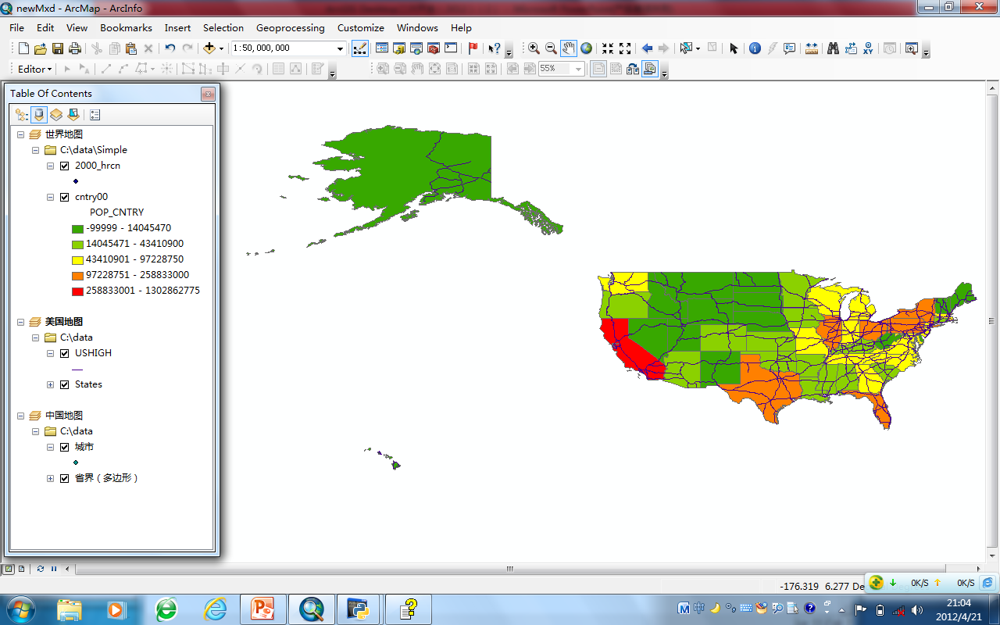 newMxd - ArcMap - ArcInfo
File Edit View Bookmarks Insert Selection Geoprocessing Customize Windows Help
1:50,000,000
Editor
55%
Table Of Contents
世界地图
C:\data\Simple
2000_hrcn
cntry00
POP_CNTRY
-99999 - 14045470
14045471 - 43410900
43410901 - 97228750
97228751 - 258833000
258833001 - 1302862775
美国地图
C:\data
USHIGH
States
中国地图
C:\data
城市
省界（多边形）
-176.319 6.277 De
0K/S 0K/S
中
21:04
2012/4/21